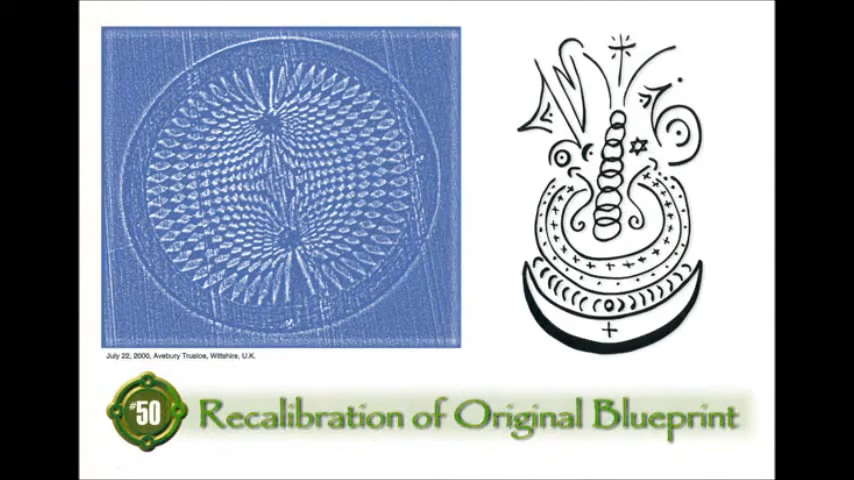 July 22, 2000, Avebury Trusloe, Wiltshire, U.K.
#50
Recalibration of Original Blueprint